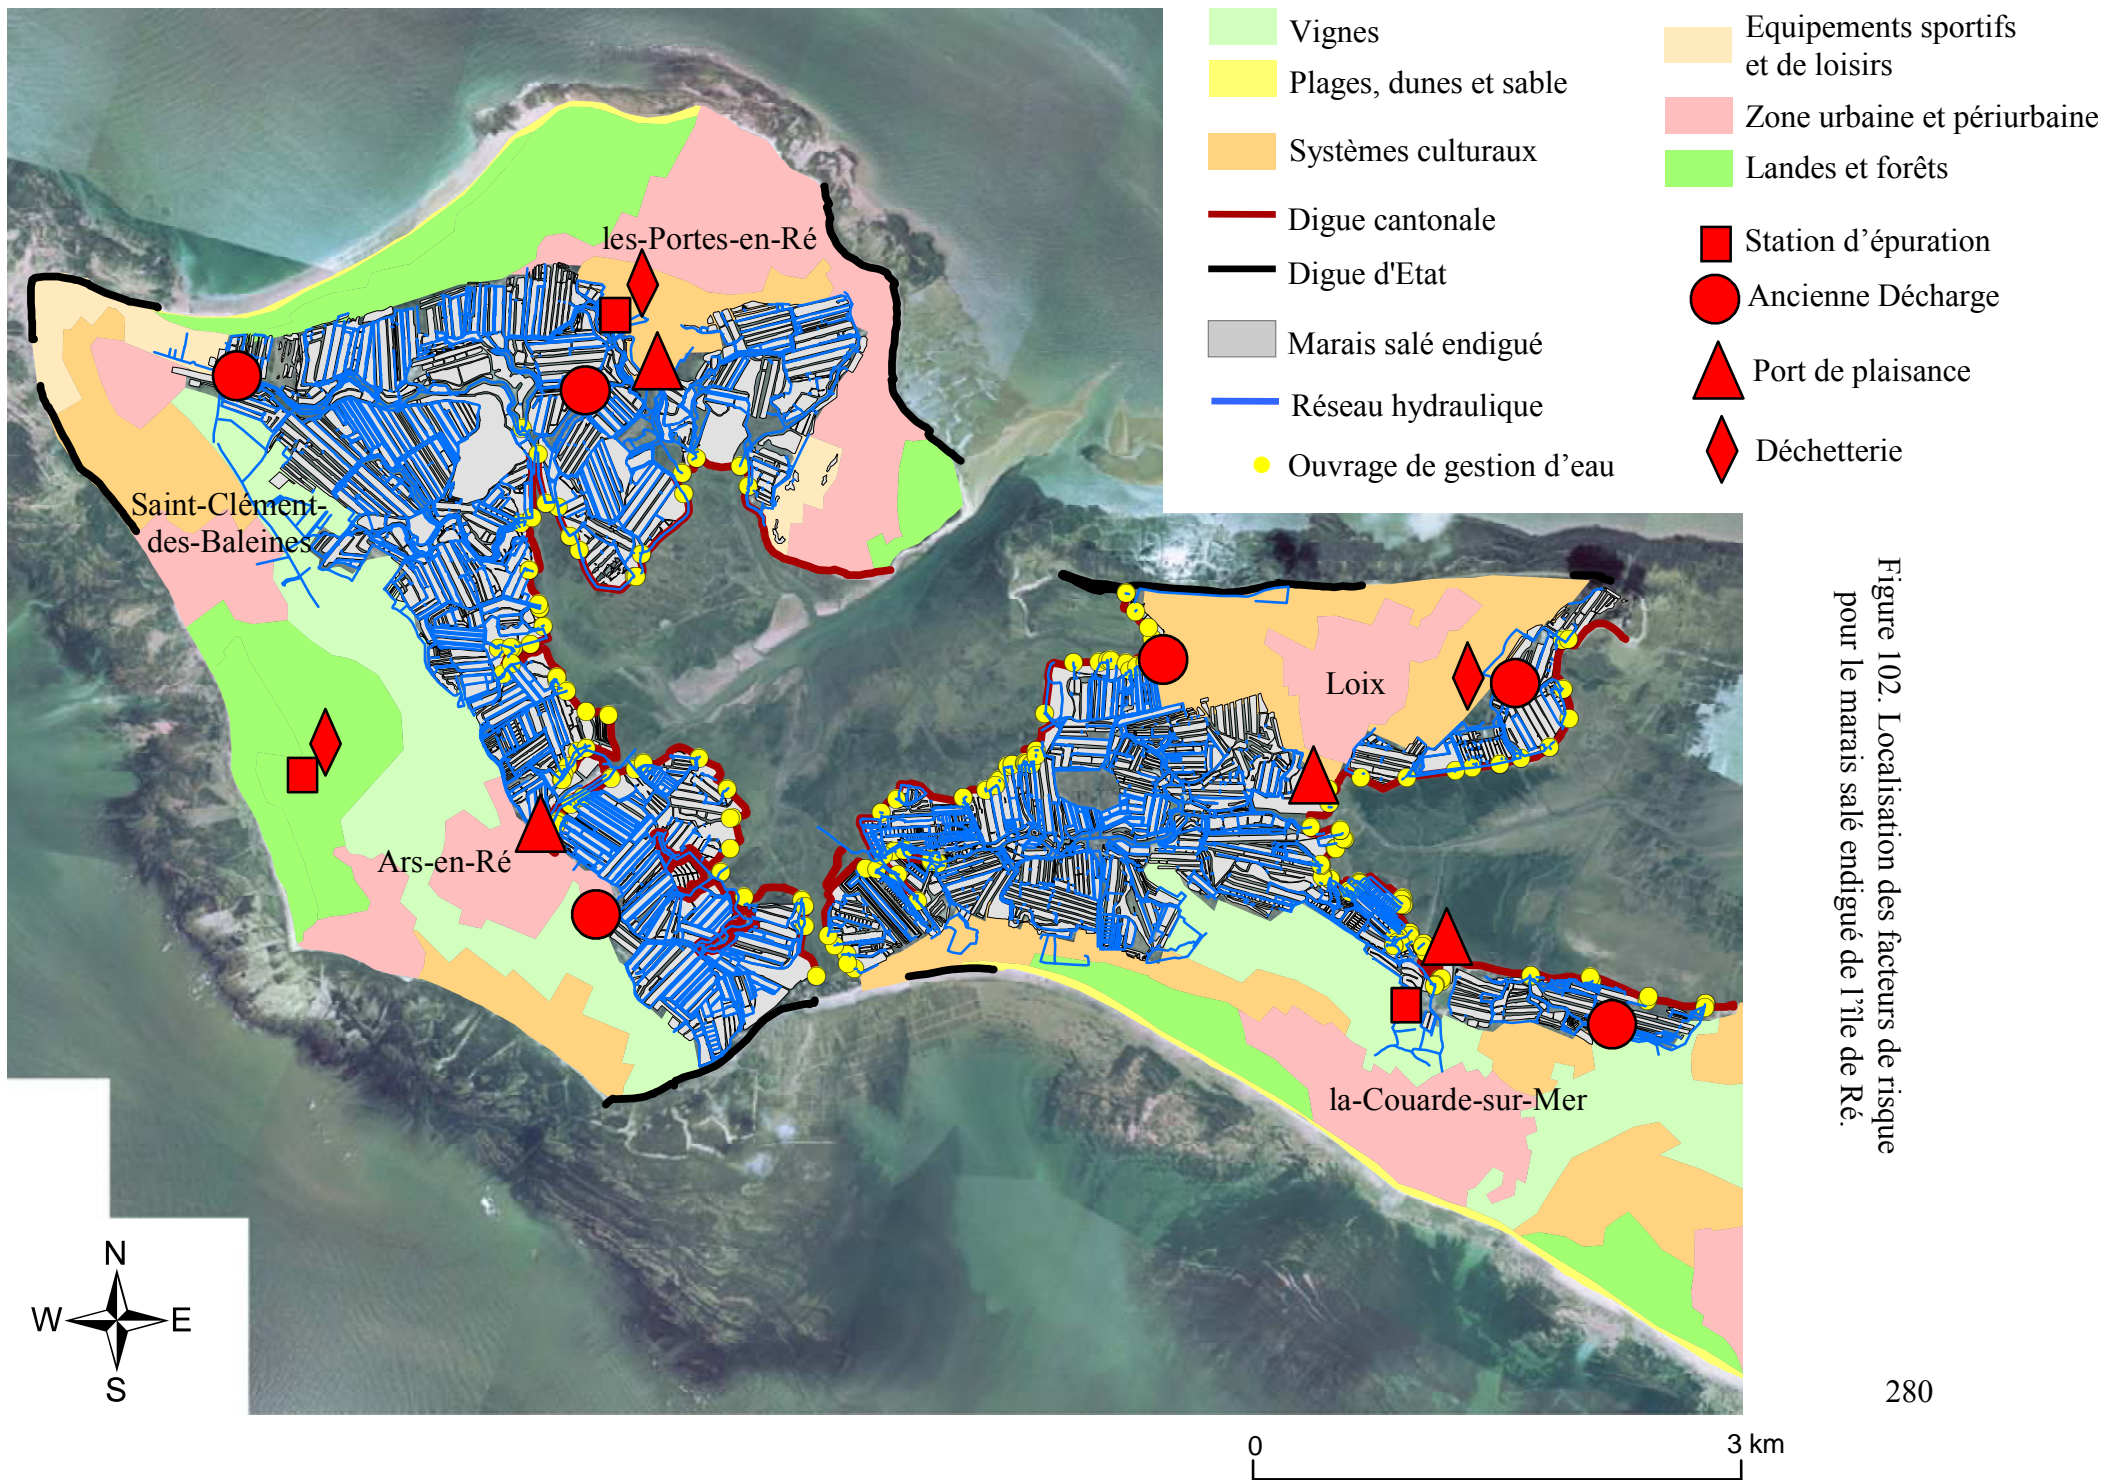 Vignes
Plages, dunes et sable
Systèmes culturaux
Digue cantonale
Digue d'Etat
Marais salé endigué
Réseau hydraulique
Ouvrage de gestion d’eau
Equipements sportifs
et de loisirs
Zone urbaine et périurbaine
Landes et forêts
Station d’épuration
Ancienne Décharge
Port de plaisance
Déchetterie
les-Portes-en-Ré
Saint-Clément-
des-Baleines
Ars-en-Ré
Loix
la-Couarde-sur-Mer
Figure 102. Localisation des facteurs de risque
pour le marais salé endigué de l’île de Ré.
N
W E
S
280
0 3 km